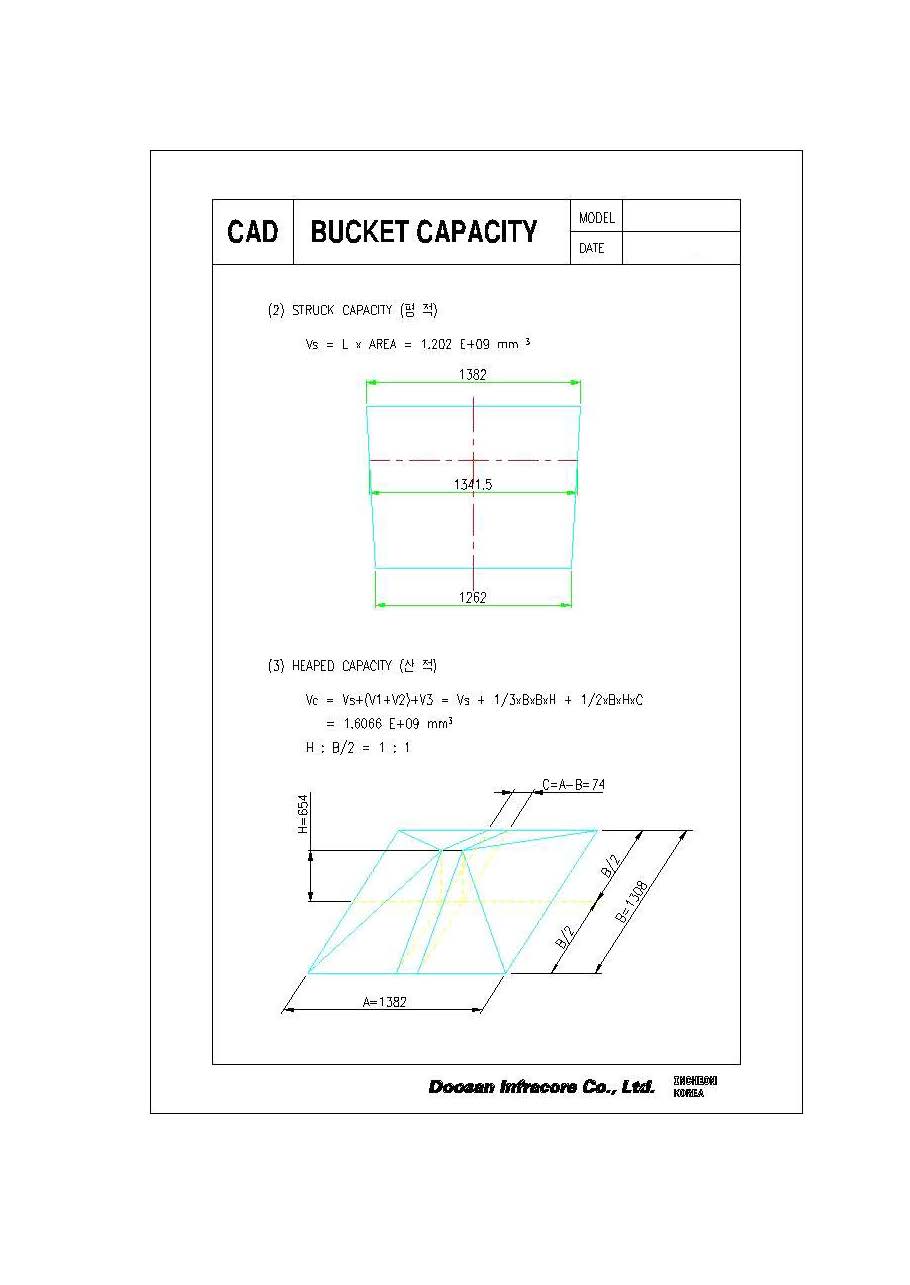 CAD
BUCKET CAPACITY
MODEL
DATE
(2) STRUCK CAPACITY (평 적)
Vs = L x AREA = 1.202 E+09 mm ³
1382
1341.5
1262
(3) HEAPED CAPACITY (산 적)
Vc = Vs+(V1+V2)+V3 = Vs + 1/3xBxBxH + 1/2xBxHxC
= 1.6066 E+09 mm³
H : B/2 = 1 : 1
C=A-B=74
H=654
B/2
B=1308
B/2
A=1382
Doosan Infracore Co., Ltd.
INCHEON
KOREA